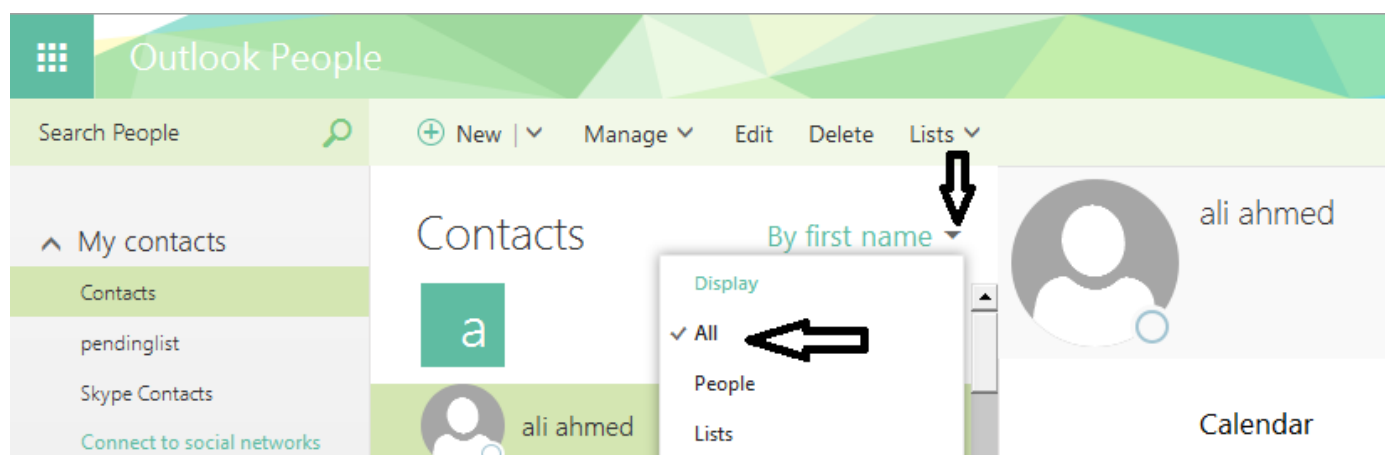 Outlook People
Search People
New | Manage Edit Delete Lists
My contacts
Contacts
pendinglist
Skype Contacts
Connect to social networks
Contacts
By first name
a
ali ahmed
Display
All
People
Lists
ali ahmed
Calendar